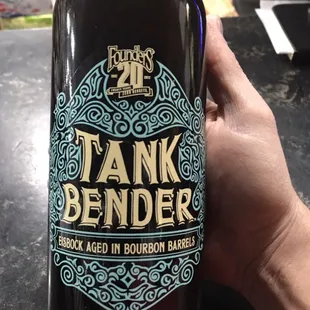 Founders
20
TANK
BENDER
EISBOCK AGED IN BOURBON BARRELS